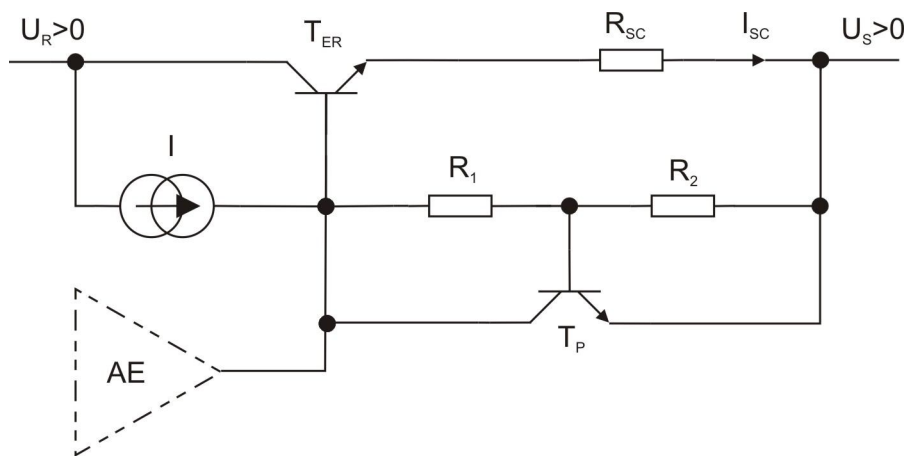 U_R>0
T_ER
R_SC
I_SC
U_S>0
I
R_1
R_2
AE
T_P